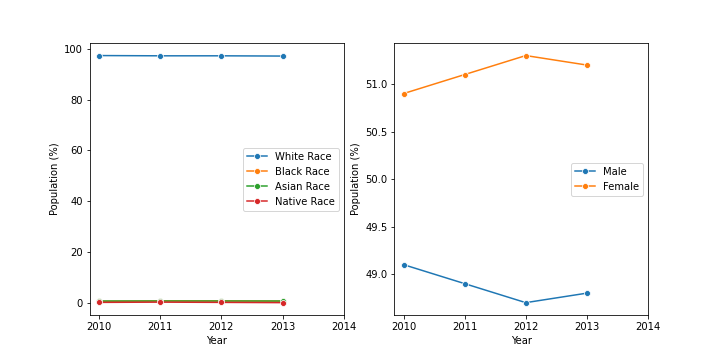 100
80
60
40
20
0
Population (%)
White Race
Black Race
Asian Race
Native Race
2010 2011 2012 2013 2014
Year
51.0
50.5
50.0
49.5
49.0
Population (%)
Male
Female
2010 2011 2012 2013 2014
Year